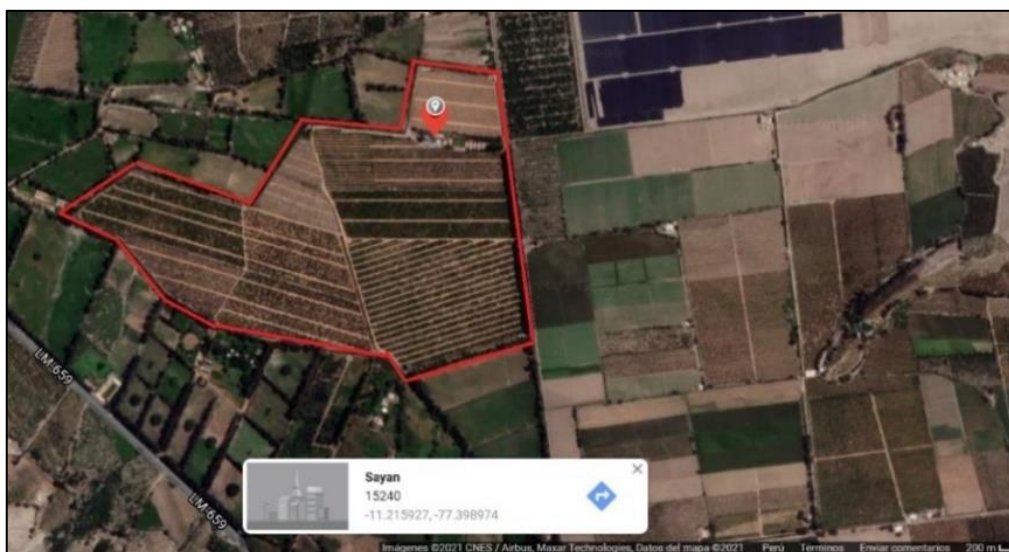 LM-659
Sayan
15240
-11.215927, -77.398974
LM-659
Imágenes ©2021 CNES / Airbus, Maxar Technologies, Datos del mapa ©2021 Perú Términos Enviar comentarios 200 m